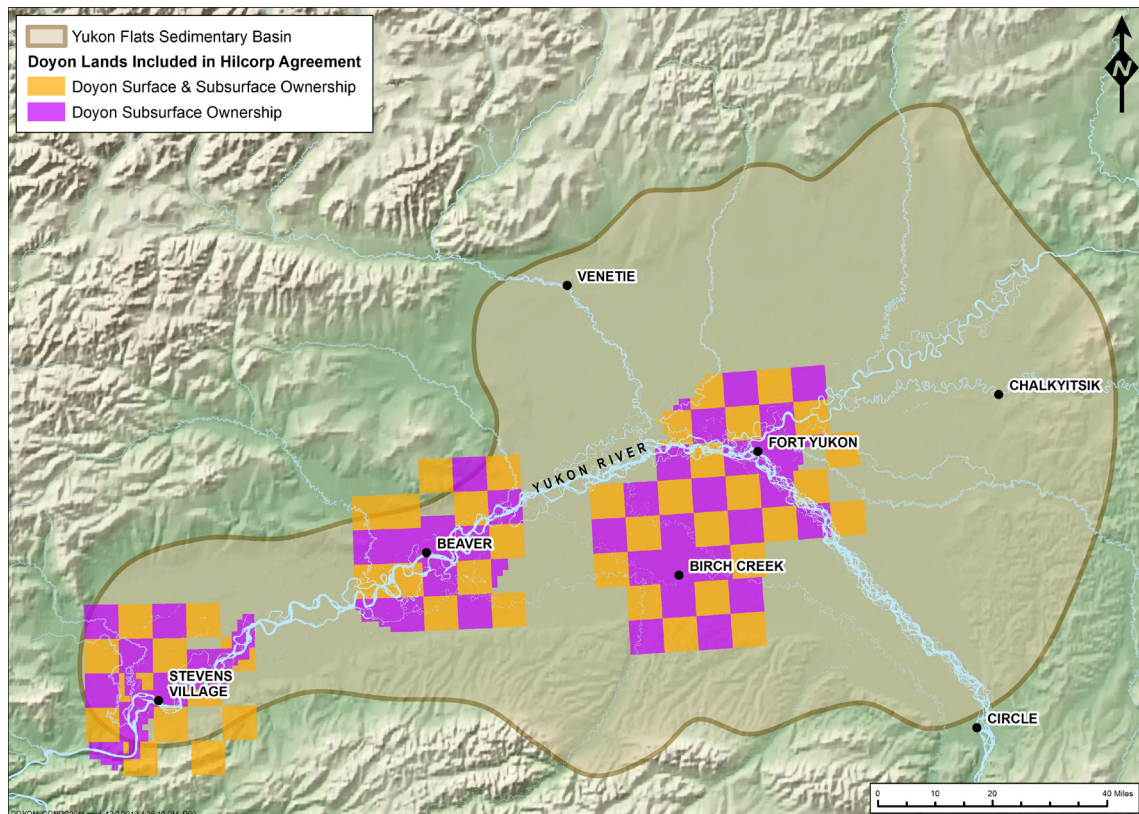 Yukon Flats Sedimentary Basin
Doyon Lands Included in Hilcorp Agreement
Doyon Surface & Subsurface Ownership
Doyon Subsurface Ownership
N
VENETIE
CHALKYITSIK
FORT YUKON
YUKON RIVER
BEAVER
BIRCH CREEK
STEVENS
VILLAGE
CIRCLE
0 10 20 40 Miles